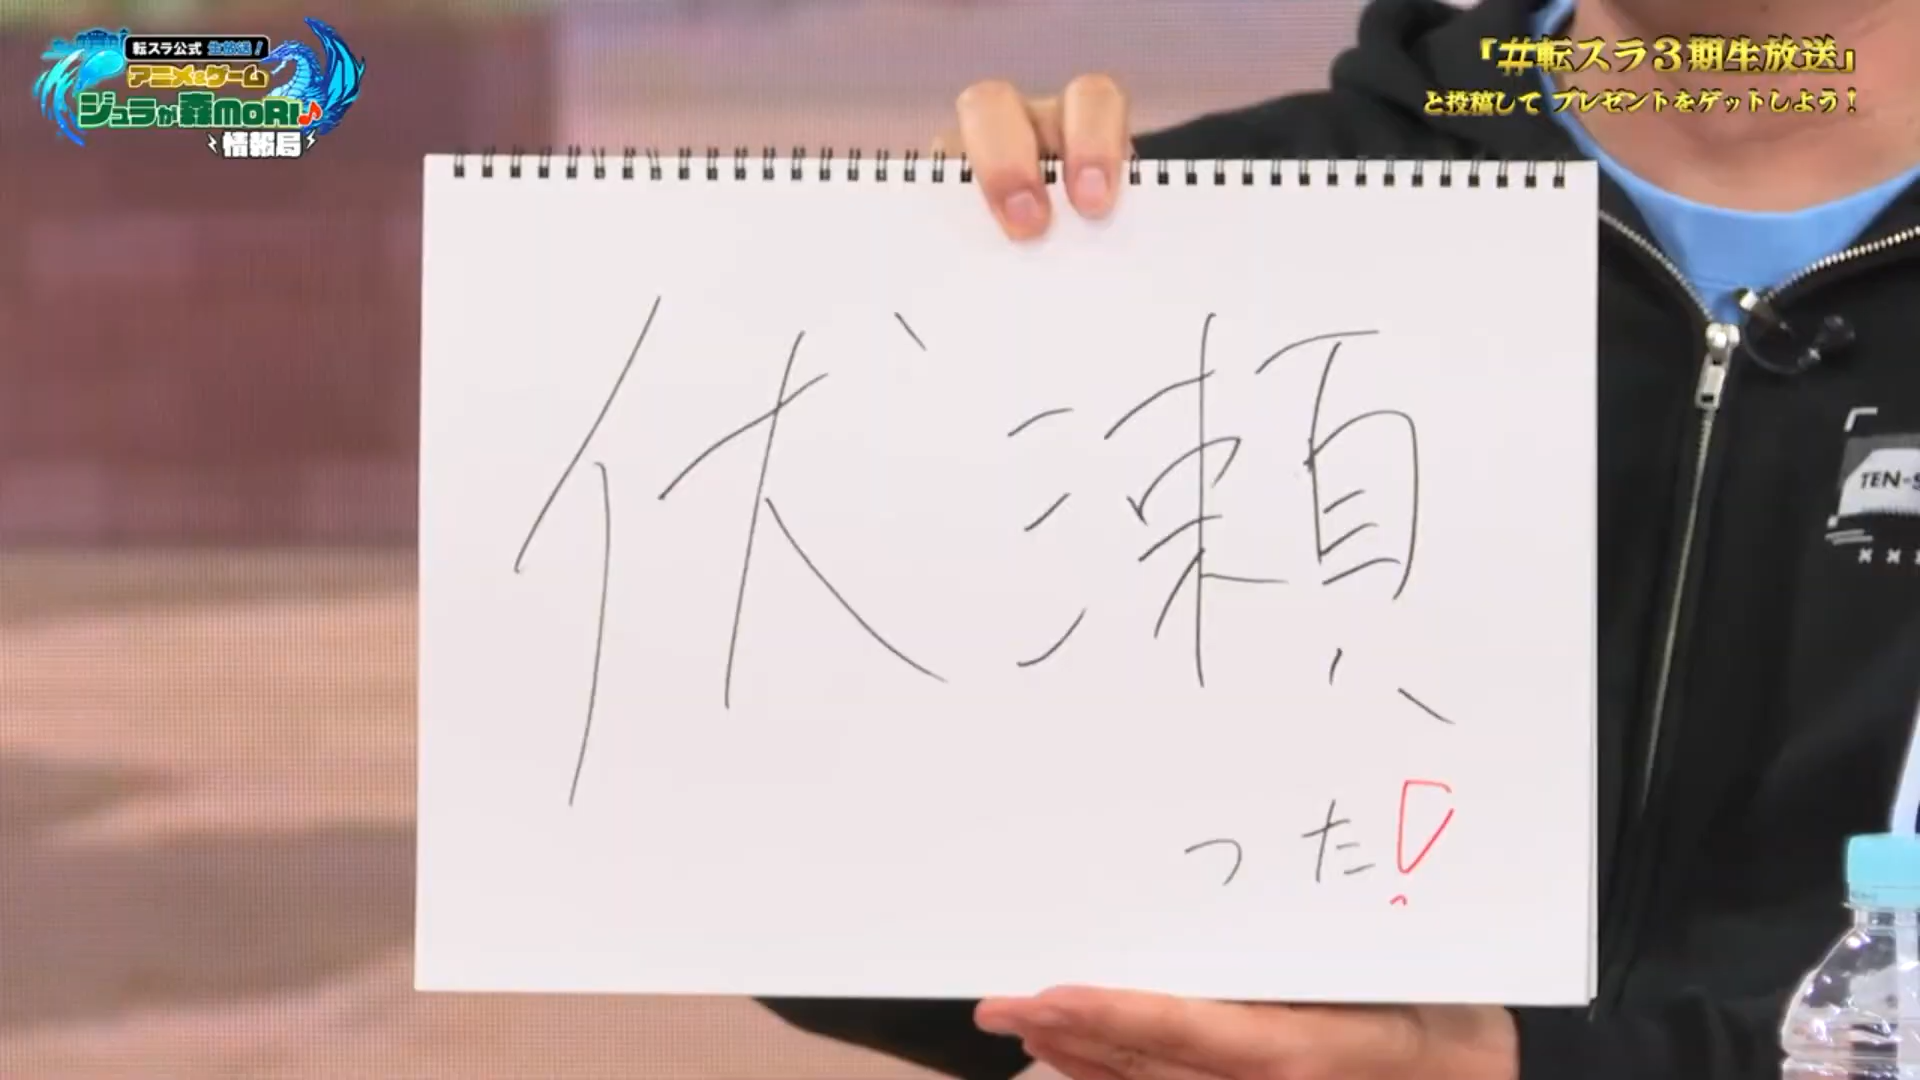 転スラ公式 生放送!
アニメ&ゲーム
ジュラが森MORI♪
情報局
「#転スラ3期生放送」
と投稿して プレゼントをゲットしよう!
伏瀬
った!
TEN-S
×××